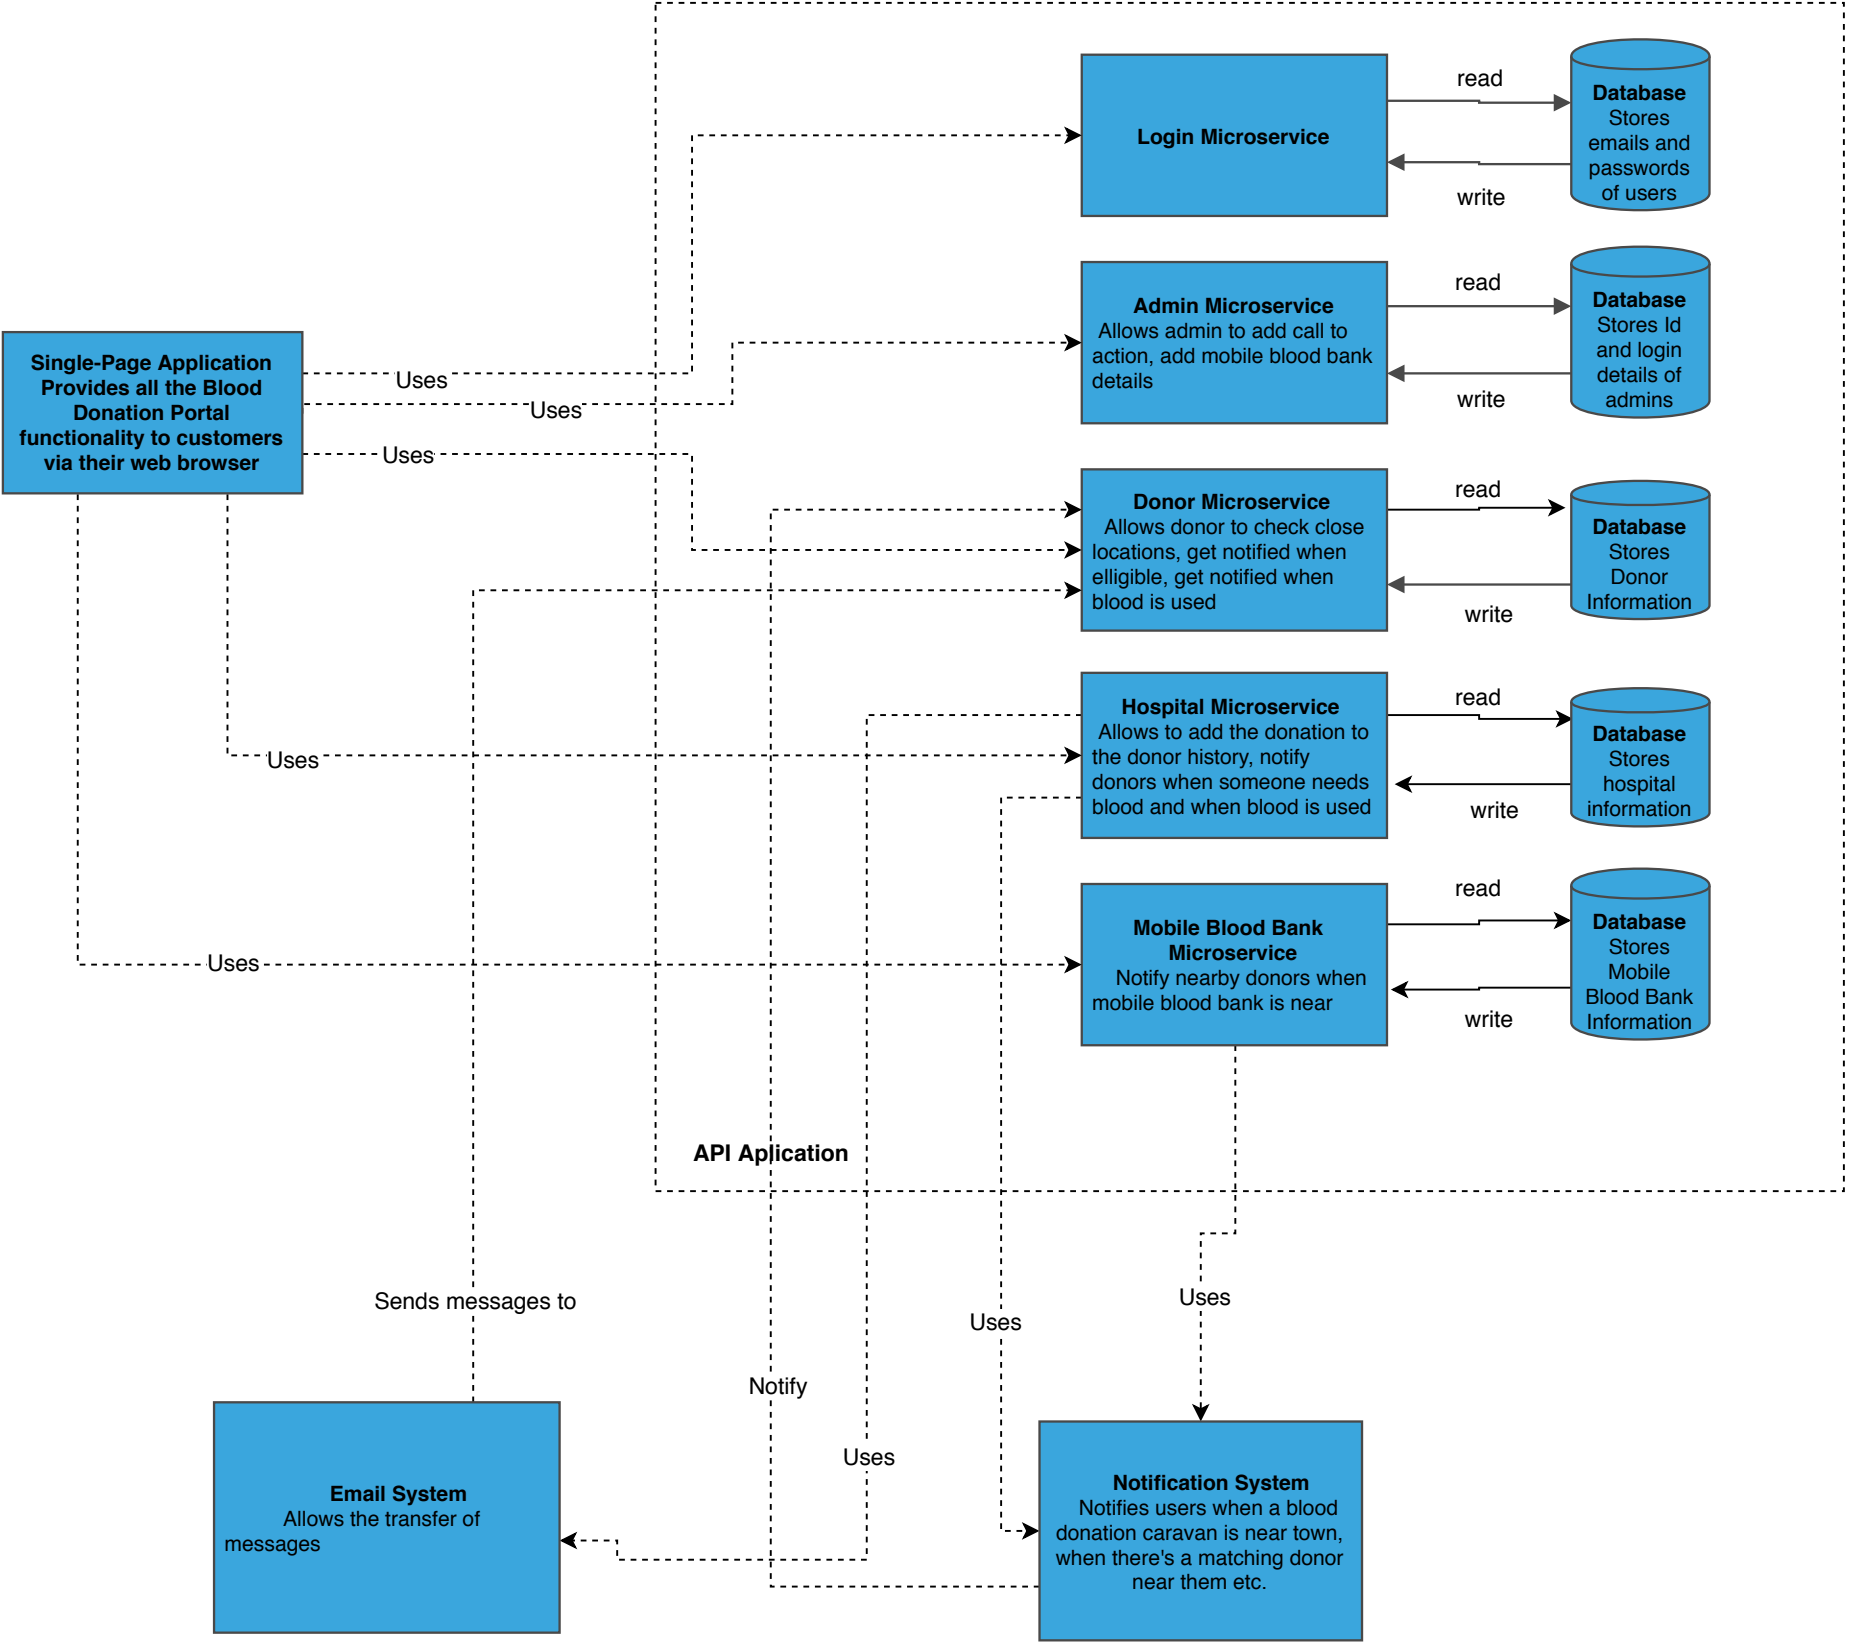 Single-Page Application
Provides all the Blood
Donation Portal
functionality to customers
via their web browser
Uses
Uses
Uses
Uses
Uses
Login Microservice
read
write
Database
Stores
emails and
passwords
of users
Admin Microservice
Allows admin to add call to
action, add mobile blood bank
details
read
write
Database
Stores Id
and login
details of
admins
Donor Microservice
Allows donor to check close
locations, get notified when
elligible, get notified when
blood is used
read
write
Database
Stores
Donor
Information
Hospital Microservice
Allows to add the donation to
the donor history, notify
donors when someone needs
blood and when blood is used
read
write
Database
Stores
hospital
information
Mobile Blood Bank
Microservice
Notify nearby donors when
mobile blood bank is near
read
write
Database
Stores
Mobile
Blood Bank
Information
API Aplication
Sends messages to
Notify
Uses
Uses
Uses
Email System
Allows the transfer of
messages
Notification System
Notifies users when a blood
donation caravan is near town,
when there's a matching donor
near them etc.